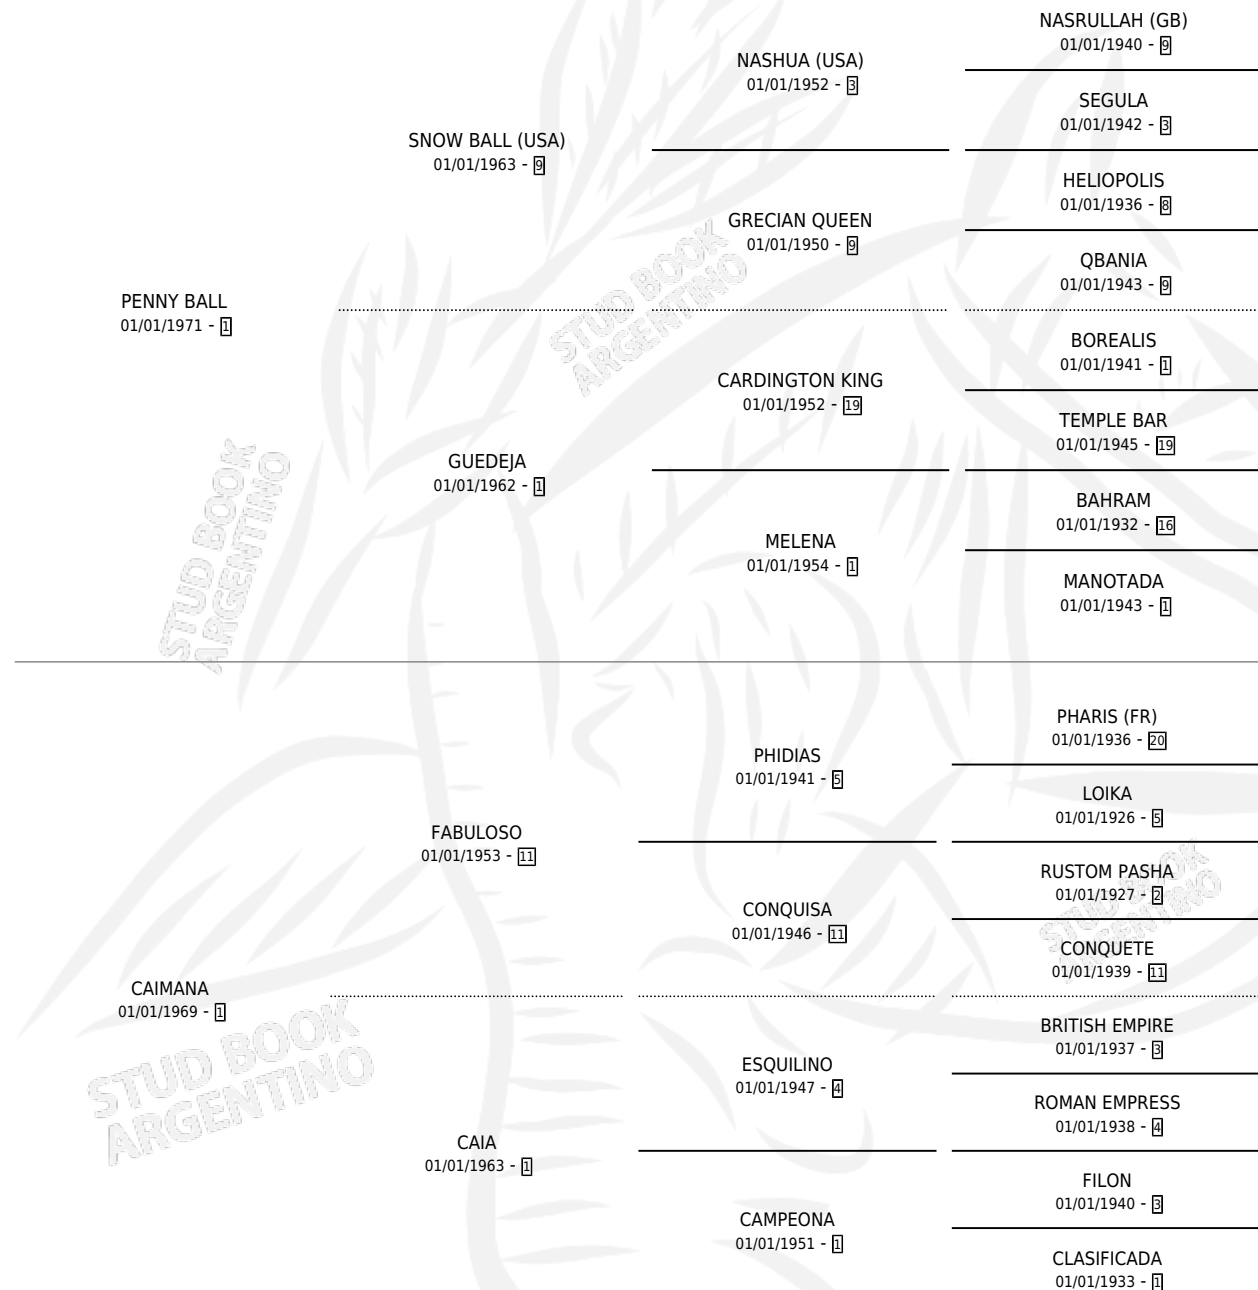 NASRULLAH (GB)
01/01/1940 - 9
NASHUA (USA)
01/01/1952 - 3
SEGULA
01/01/1942 - 3
SNOW BALL (USA)
01/01/1963 - 9
HELIOPOLIS
01/01/1936 - 8
GRECIAN QUEEN
01/01/1950 - 9
QBANIA
01/01/1943 - 9
STUD BOOK
ARGENTINO
PENNY BALL
01/01/1971 - 1
BOREALIS
01/01/1941 - 1
CARDINGTON KING
01/01/1952 - 19
TEMPLE BAR
01/01/1945 - 19
GUEDEJA
01/01/1962 - 1
BAHRAM
01/01/1932 - 16
MELENA
01/01/1954 - 1
MANOTADA
01/01/1943 - 1
STUD BOOK
ARGENTINO
PHARIS (FR)
01/01/1936 - 20
PHIDIAS
01/01/1941 - 5
LOIKA
01/01/1926 - 5
FABULOSO
01/01/1953 - 11
RUSTOM PASHA
01/01/1927 - 2
CONQUISA
01/01/1946 - 11
CONQUETE
01/01/1939 - 11
STUD BOOK
ARGENTINO
CAIMANA
01/01/1969 - 1
BRITISH EMPIRE
01/01/1937 - 3
ESQUILINO
01/01/1947 - 4
ROMAN EMPRESS
01/01/1938 - 4
STUD BOOK
ARGENTINO
CAIA
01/01/1963 - 1
FILON
01/01/1940 - 3
CAMPEONA
01/01/1951 - 1
CLASIFICADA
01/01/1933 - 1